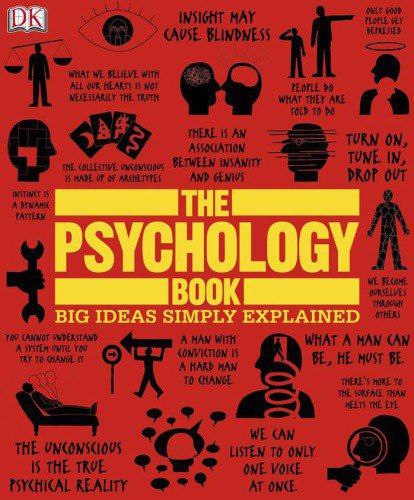 DK
INSIGHT MAY
CAUSE BLINDNESS
ONLY GOOD
PEOPLE GET
DEPRESSED
WHAT WE BELIEVE WITH
ALL OUR HEARTS IS NOT
NECESSARILY THE TRUTH
PEOPLE DO
WHAT THEY ARE
TOLD TO DO
THE COLLECTIVE UNCONSCIOUS
IS MADE UP OF ARCHETYPES
THERE IS AN
ASSOCIATION
BETWEEN INSANITY
AND GENIUS
TURN ON,
TUNE IN,
DROP OUT
INSTINCT IS
A DYNAMIC
PATTERN
THE
PSYCHOLOGY
BOOK
BIG IDEAS SIMPLY EXPLAINED
WE BECOME
OURSELVES
THROUGH
OTHERS
YOU CANNOT UNDERSTAND
A SYSTEM UNTIL YOU
TRY TO CHANGE IT
A MAN WITH
CONVICTION IS
A HARD MAN
TO CHANGE.
WHAT A MAN CAN
BE, HE MUST BE
THERE'S MORE TO
THE SURFACE THAN
MEETS THE EYE
THE UNCONSCIOUS
IS THE TRUE
PSYCHICAL REALITY
WE CAN
LISTEN TO ONLY
ONE VOICE
AT ONCE